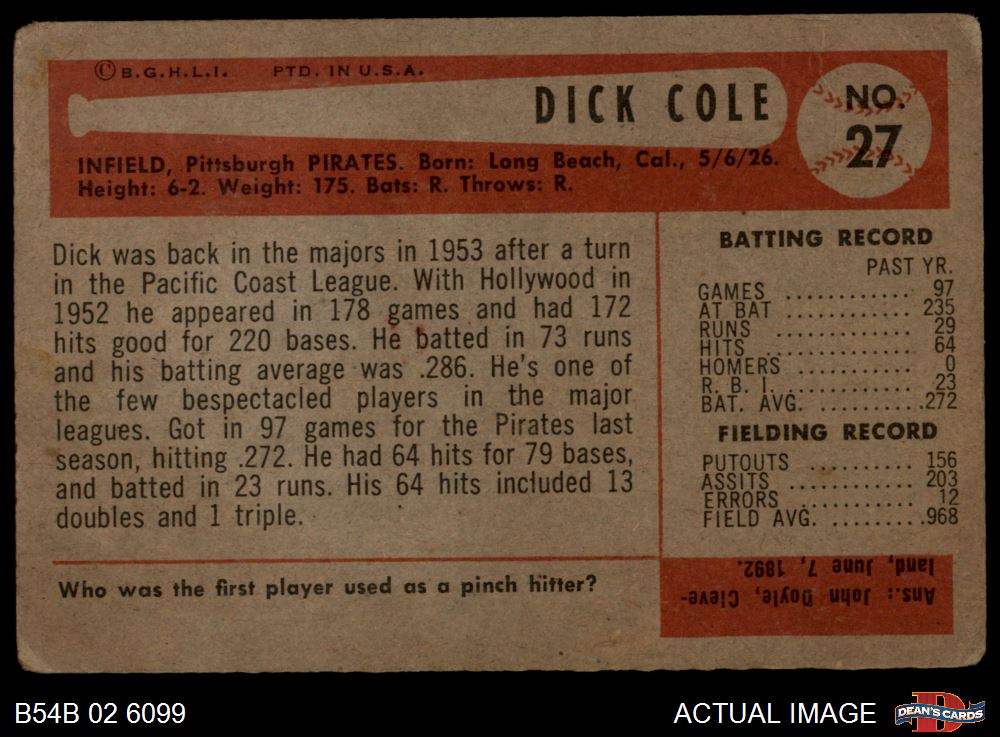 © B.G.H.L.I. PTD. IN U.S.A.
DICK COLE
NO.
27
INFIELD, Pittsburgh PIRATES. Born: Long Beach, Cal., 5/6/26.
Height: 6-2. Weight: 175. Bats: R. Throws: R.
Dick was back in the majors in 1953 after a turn
in the Pacific Coast League. With Hollywood in
1952 he appeared in 178 games and had 172
hits good for 220 bases. He batted in 73 runs
and his batting average was .286. He's one of
the few bespectacled players in the major
leagues. Got in 97 games for the Pirates last
season, hitting .272. He had 64 hits for 79 bases,
and batted in 23 runs. His 64 hits included 13
doubles and 1 triple.
BATTING RECORD
PAST YR.
GAMES ........... 97
AT BAT ............ 235
RUNS ............. 29
HITS ............. 64
HOMERS ............ 0
R. B. I. ............ 23
BAT. AVG. ..........272
FIELDING RECORD
PUTOUTS .......... 156
ASSITS ............ 203
ERRORS ............ 12
FIELD AVG. .........968
Who was the first player used as a pinch hitter?
Ans.: John Doyle, Cleve-
land, June 7, 1892.
B54B 02 6099
ACTUAL IMAGE
D
DEAN'S CARDS